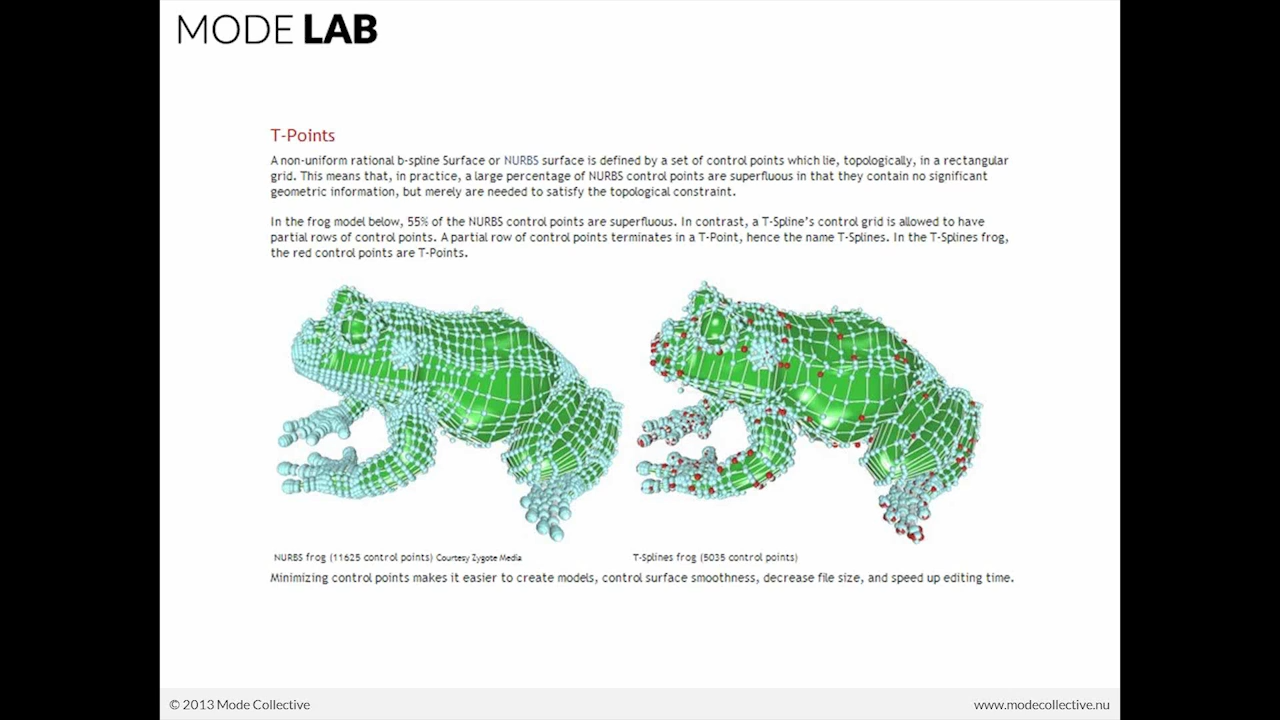 MODE LAB
T-Points
A non-uniform rational b-spline Surface or NURBS surface is defined by a set of control points which lie, topologically, in a rectangular
grid. This means that, in practice, a large percentage of NURBS control points are superfluous in that they contain no significant
geometric information, but merely are needed to satisfy the topological constraint.
In the frog model below, 55% of the NURBS control points are superfluous. In contrast, a T-Spline's control grid is allowed to have
partial rows of control points. A partial row of control points terminates in a T-Point, hence the name T-Splines. In the T-Splines frog,
the red control points are T-Points.
NURBS frog (11625 control points) Courtesy Zygote Media
T-Splines frog (5035 control points)
Minimizing control points makes it easier to create models, control surface smoothness, decrease file size, and speed up editing time.
© 2013 Mode Collective
www.modecollective.nu